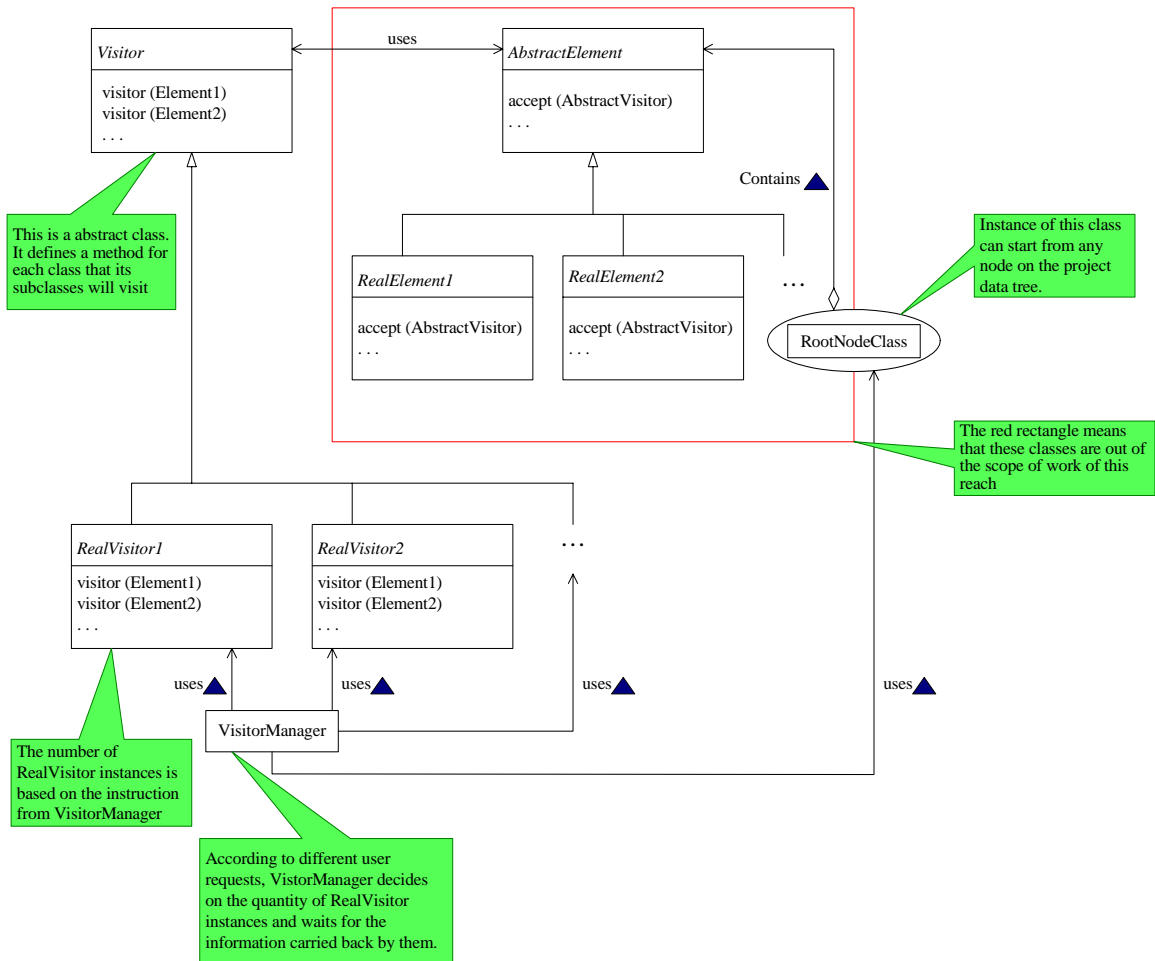 Visitor
visitor (Element1)
visitor (Element2)
. . .
uses
AbstractElement
accept (AbstractVisitor)
. . .
Contains
This is a abstract class.
It defines a method for
each class that its
subclasses will visit
RealElement1
accept (AbstractVisitor)
. . .
RealElement2
accept (AbstractVisitor)
. . .
...
Instance of this class
can start from any
node on the project
data tree.
RootNodeClass
The red rectangle means
that these classes are out of
the scope of work of this
reach
RealVisitor1
visitor (Element1)
visitor (Element2)
. . .
RealVisitor2
visitor (Element1)
visitor (Element2)
. . .
...
uses
uses
uses
uses
VisitorManager
The number of
RealVisitor instances is
based on the instruction
from VisitorManager
According to different user
requests, VistorManager decides
on the quantity of RealVisitor
instances and waits for the
information carried back by them.